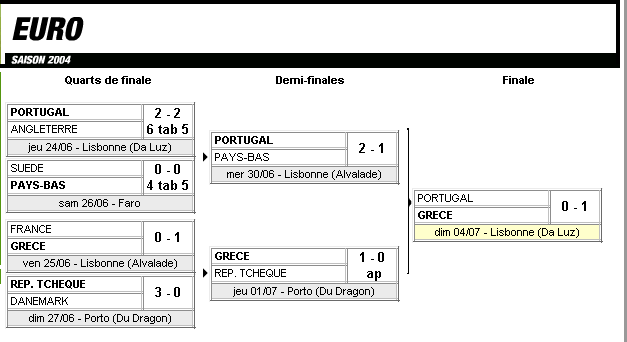 EURO
SAISON 2004
Quarts de finale
Demi-finales
Finale
PORTUGAL 2 - 2
ANGLETERRE 6 tab 5
jeu 24/06 - Lisbonne (Da Luz)
SUEDE 0 - 0
PAYS-BAS 4 tab 5
sam 26/06 - Faro
FRANCE
GRECE 0 - 1
ven 25/06 - Lisbonne (Alvalade)
REP. TCHEQUE
DANEMARK 3 - 0
dim 27/06 - Porto (Du Dragon)
PORTUGAL
PAYS-BAS 2 - 1
mer 30/06 - Lisbonne (Alvalade)
GRECE 1 - 0
REP. TCHEQUE ap
jeu 01/07 - Porto (Du Dragon)
PORTUGAL
GRECE 0 - 1
dim 04/07 - Lisbonne (Da Luz)